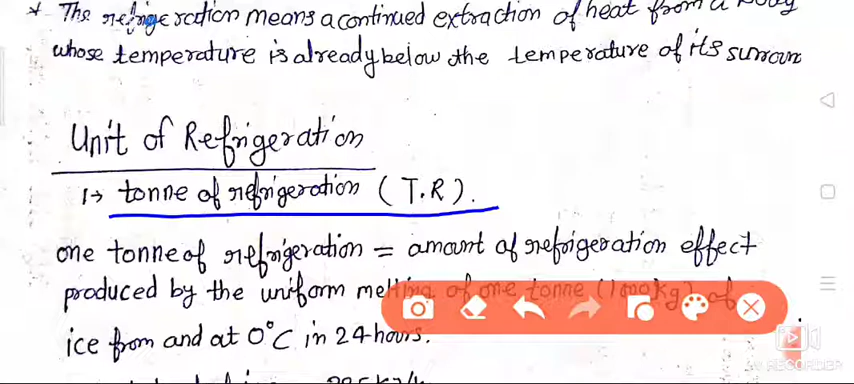 * The refrigeration means a continued extraction of heat from a body
whose temperature is already below the temperature of its
Unit of Refrigeration
1→ tonne of refrigeration (T.R).
one tonne of refrigeration = amount of refrigeration effect
produced by the uniform melting of one tonne (1000kg) of
ice from and at 0°C in 24 hours.
RECORDER